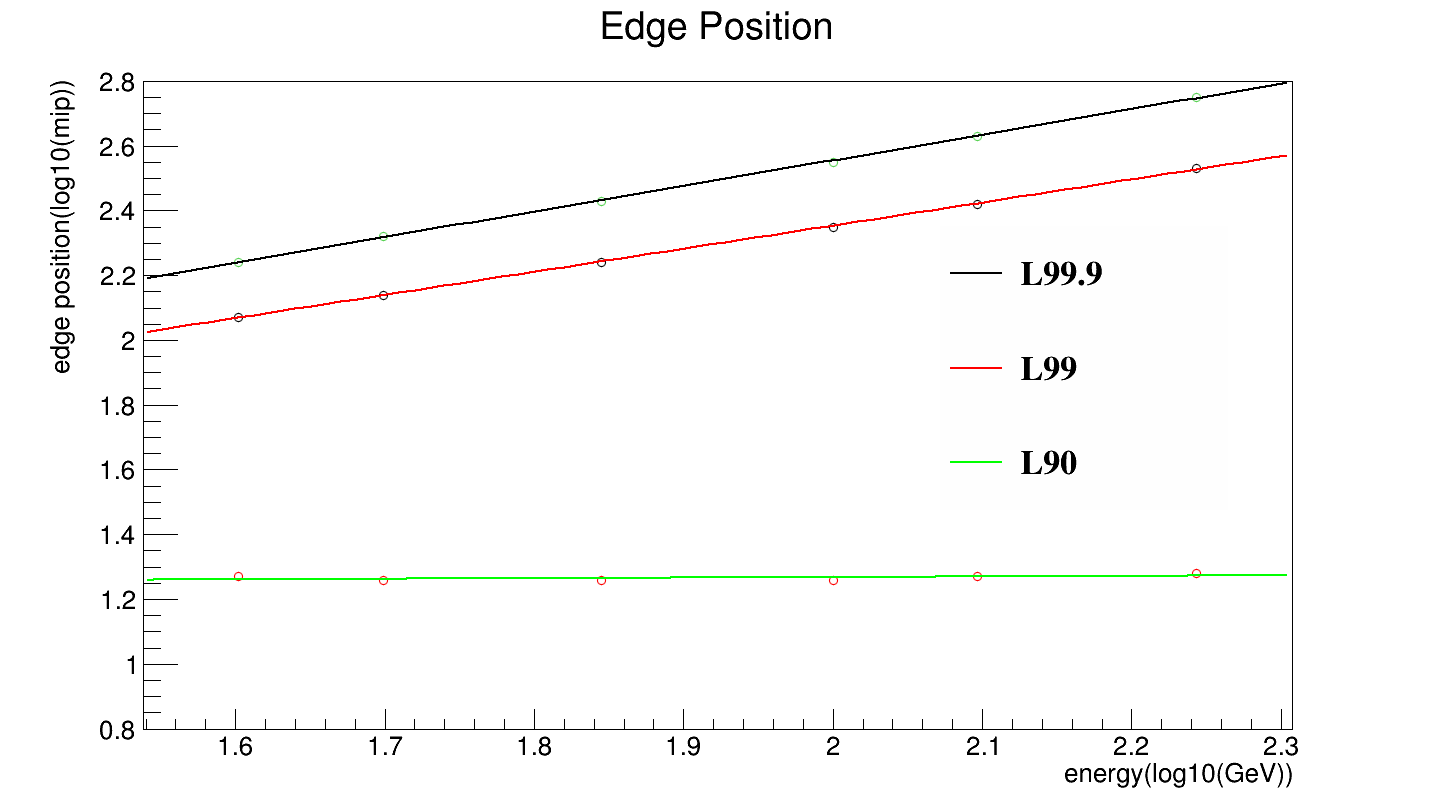 Edge Position
edge position(log10(mip))
2.8
2.6
2.4
2.2
2
1.8
1.6
1.4
1.2
1
0.8
L99.9
L99
L90
1.6 1.7 1.8 1.9 2 2.1 2.2 2.3
energy(log10(GeV))